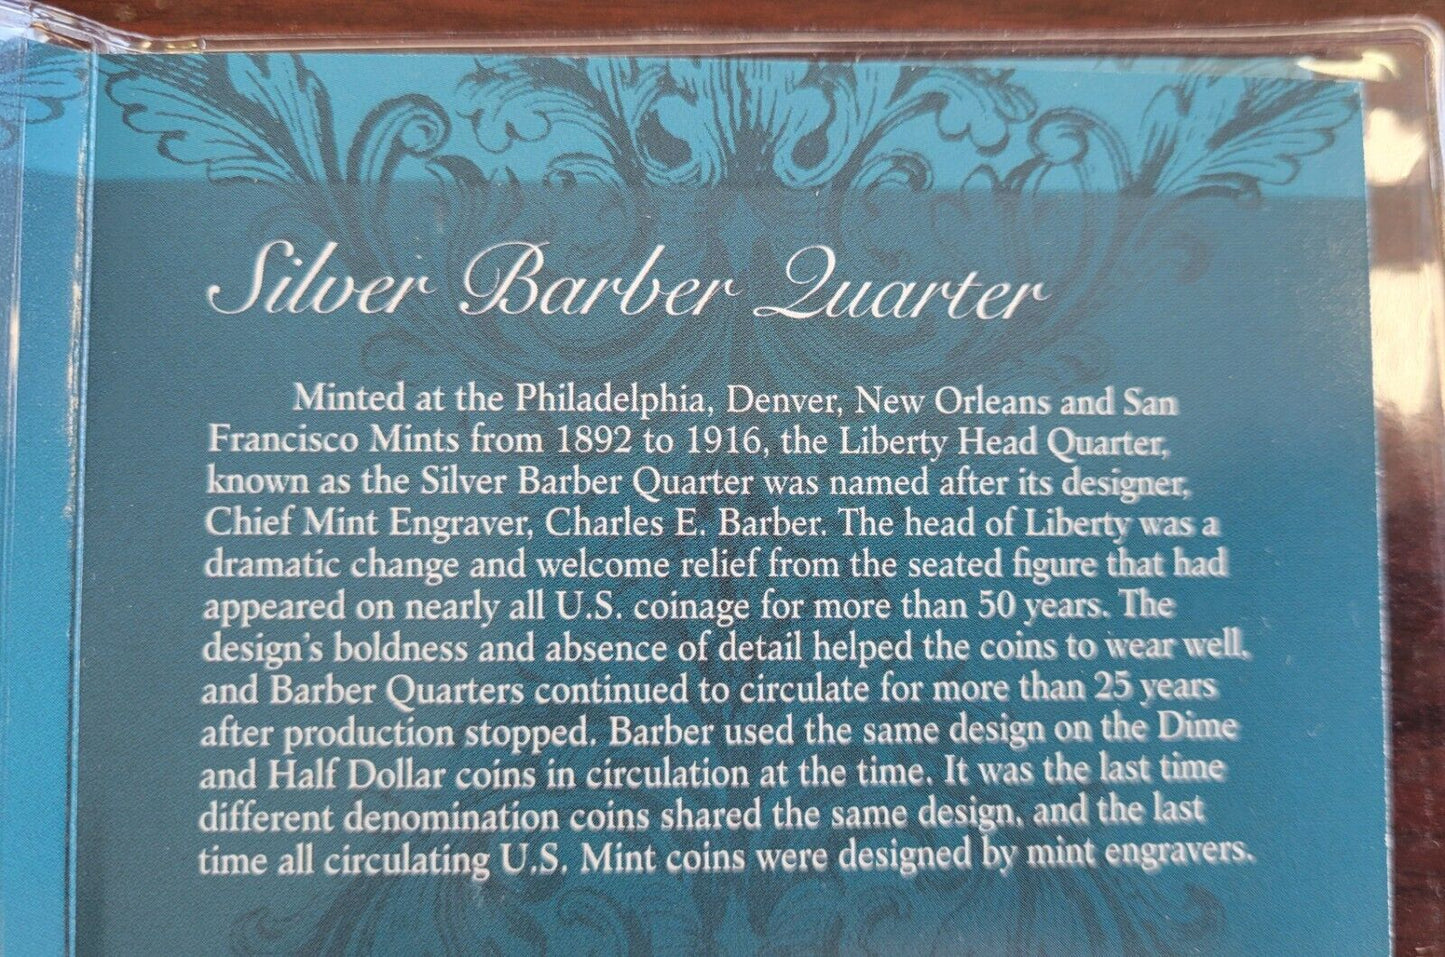 Silver Barber Quarter
Minted at the Philadelphia, Denver, New Orleans and San
Francisco Mints from 1892 to 1916, the Liberty Head Quarter,
known as the Silver Barber Quarter was named after its designer,
Chief Mint Engraver, Charles E. Barber. The head of Liberty was a
dramatic change and welcome relief from the seated figure that had
appeared on nearly all U.S. coinage for more than 50 years. The
design's boldness and absence of detail helped the coins to wear well,
and Barber Quarters continued to circulate for more than 25 years
after production stopped. Barber used the same design on the Dime
and Half Dollar coins in circulation at the time. It was the last time
different denomination coins shared the same design, and the last
time all circulating U.S. Mint coins were designed by mint engravers.